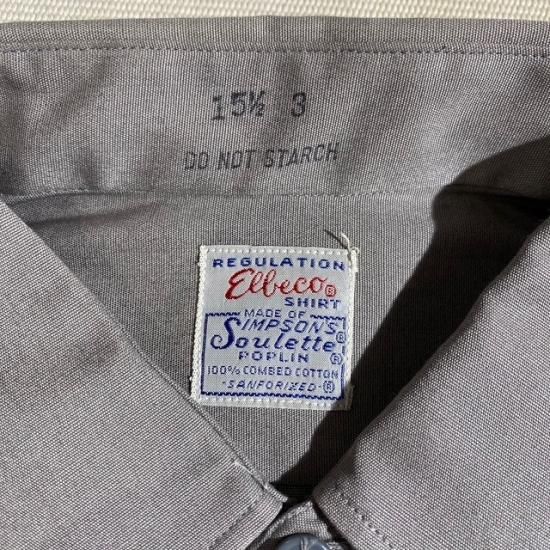 15½ 3
DO NOT STARCH
REGULATION
Elbeco®
SHIRT
MADE OF
SIMPSON'S
Soulette®
POPLIN
100% COMBED COTTON
-SANFORIZED-®